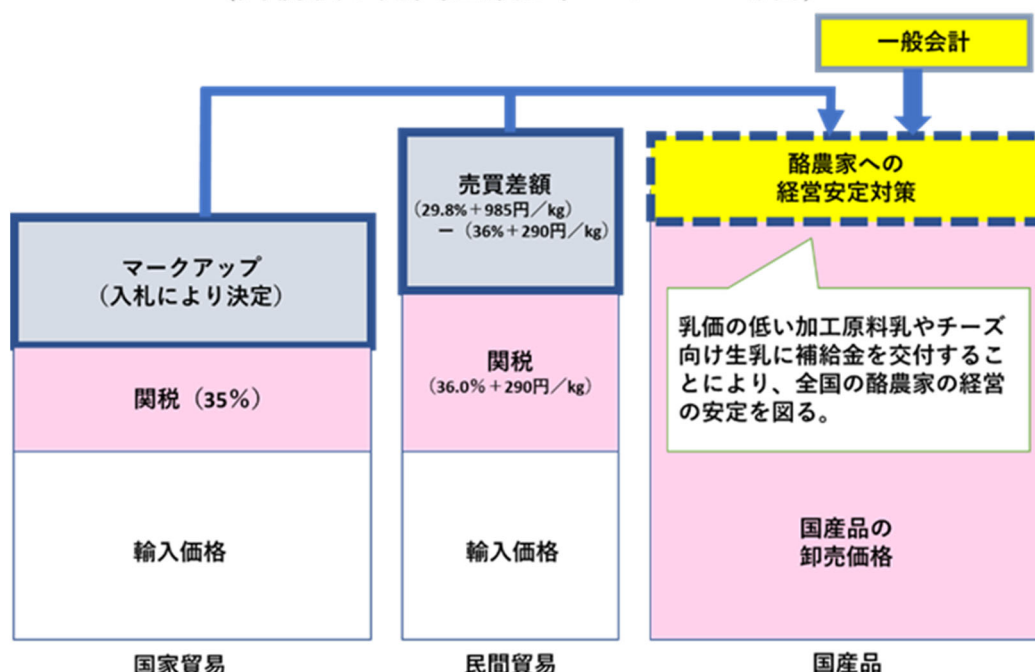 一般会計
酪農家への
経営安定対策
売買差額
（29.8%＋985円／kg）
ー（36%＋290円／kg）
マークアップ
（入札により決定）
乳価の低い加工原料乳やチーズ
向け生乳に補給金を交付するこ
とにより、全国の酪農家の経営
の安定を図る。
関税（35%）
関税
（36.0%＋290円／kg）
輸入価格
輸入価格
国産品の
卸売価格
国家貿易
民間貿易
国産品